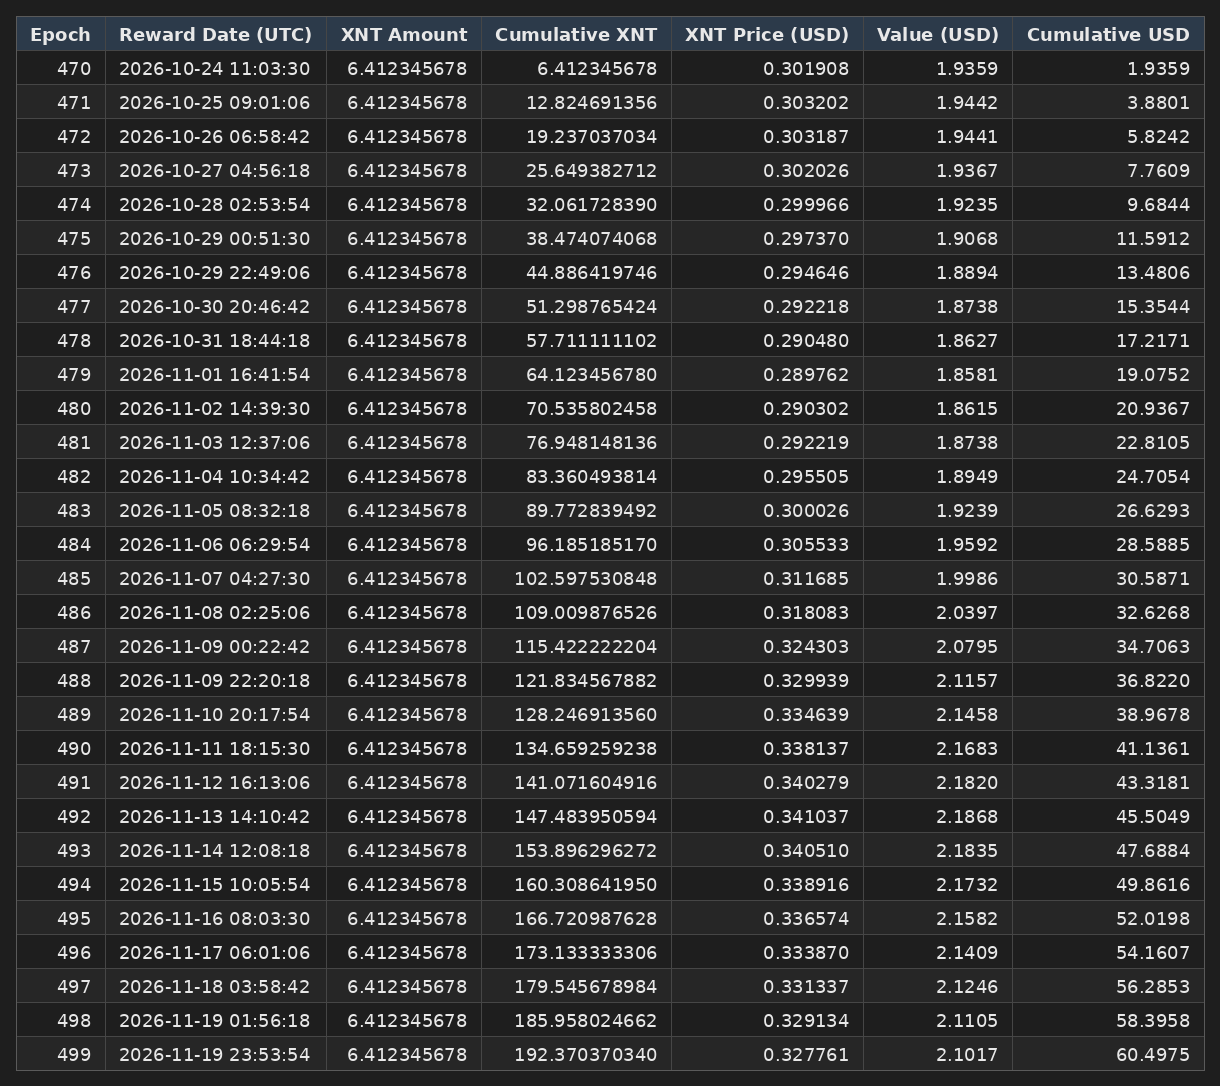 Epoch Reward Date (UTC) XNT Amount Cumulative XNT XNT Price (USD) Value (USD) Cumulative USD
470 2026-10-24 11:03:30 6.412345678 6.412345678 0.301908 1.9359 1.9359
471 2026-10-25 09:01:06 6.412345678 12.824691356 0.303202 1.9442 3.8801
472 2026-10-26 06:58:42 6.412345678 19.237037034 0.303187 1.9441 5.8242
473 2026-10-27 04:56:18 6.412345678 25.649382712 0.302026 1.9367 7.7609
474 2026-10-28 02:53:54 6.412345678 32.061728390 0.299966 1.9235 9.6844
475 2026-10-29 00:51:30 6.412345678 38.474074068 0.297370 1.9068 11.5912
476 2026-10-29 22:49:06 6.412345678 44.886419746 0.294646 1.8894 13.4806
477 2026-10-30 20:46:42 6.412345678 51.298765424 0.292218 1.8738 15.3544
478 2026-10-31 18:44:18 6.412345678 57.711111102 0.290480 1.8627 17.2171
479 2026-11-01 16:41:54 6.412345678 64.123456780 0.289762 1.8581 19.0752
480 2026-11-02 14:39:30 6.412345678 70.535802458 0.290302 1.8615 20.9367
481 2026-11-03 12:37:06 6.412345678 76.948148136 0.292219 1.8738 22.8105
482 2026-11-04 10:34:42 6.412345678 83.360493814 0.295505 1.8949 24.7054
483 2026-11-05 08:32:18 6.412345678 89.772839492 0.300026 1.9239 26.6293
484 2026-11-06 06:29:54 6.412345678 96.185185170 0.305533 1.9592 28.5885
485 2026-11-07 04:27:30 6.412345678 102.597530848 0.311685 1.9986 30.5871
486 2026-11-08 02:25:06 6.412345678 109.009876526 0.318083 2.0397 32.6268
487 2026-11-09 00:22:42 6.412345678 115.422222204 0.324303 2.0795 34.7063
488 2026-11-09 22:20:18 6.412345678 121.834567882 0.329939 2.1157 36.8220
489 2026-11-10 20:17:54 6.412345678 128.246913560 0.334639 2.1458 38.9678
490 2026-11-11 18:15:30 6.412345678 134.659259238 0.338137 2.1683 41.1361
491 2026-11-12 16:13:06 6.412345678 141.071604916 0.340279 2.1820 43.3181
492 2026-11-13 14:10:42 6.412345678 147.483950594 0.341037 2.1868 45.5049
493 2026-11-14 12:08:18 6.412345678 153.896296272 0.340510 2.1835 47.6884
494 2026-11-15 10:05:54 6.412345678 160.308641950 0.338916 2.1732 49.8616
495 2026-11-16 08:03:30 6.412345678 166.720987628 0.336574 2.1582 52.0198
496 2026-11-17 06:01:06 6.412345678 173.133333306 0.333870 2.1409 54.1607
497 2026-11-18 03:58:42 6.412345678 179.545678984 0.331337 2.1246 56.2853
498 2026-11-19 01:56:18 6.412345678 185.958024662 0.329134 2.1105 58.3958
499 2026-11-19 23:53:54 6.412345678 192.370370340 0.327761 2.1017 60.4975